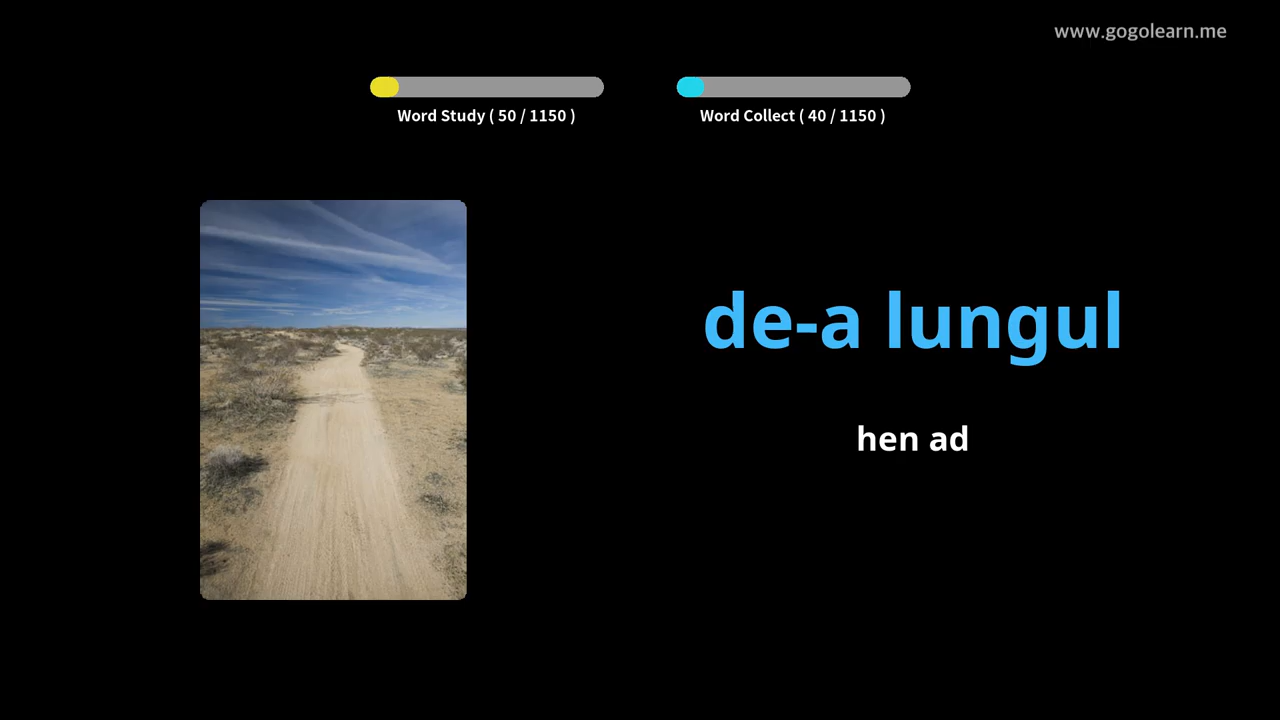 www.gogolearn.me
Word Study ( 50 / 1150 )
Word Collect ( 40 / 1150 )
de-a lungul
hen ad